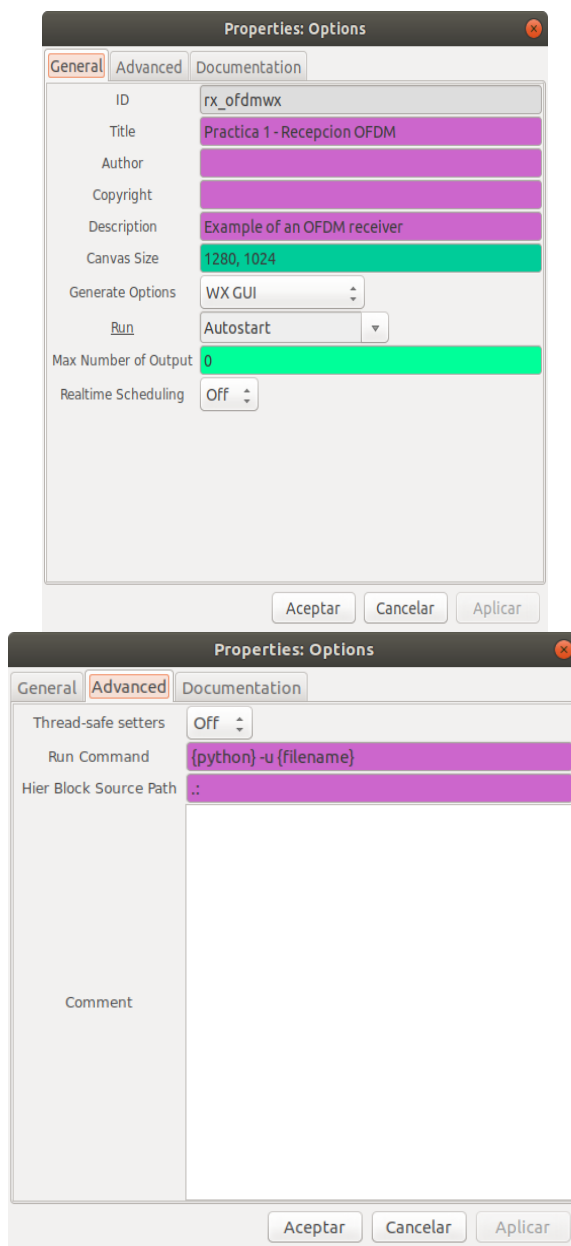 Properties: Options
General Advanced Documentation
ID rx_ofdmwx
Title Practica 1 - Recepcion OFDM
Author
Copyright
Description Example of an OFDM receiver
Canvas Size 1280, 1024
Generate Options WX GUI
Run Autostart
Max Number of Output 0
Realtime Scheduling Off
Aceptar Cancelar Aplicar
Properties: Options
General Advanced Documentation
Thread-safe setters Off
Run Command {python} -u {filename}
Hier Block Source Path .:
Comment
Aceptar Cancelar Aplicar